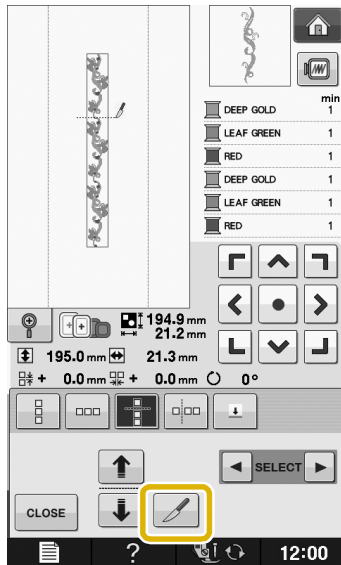 min
DEEP GOLD 1
LEAF GREEN 1
RED 1
DEEP GOLD 1
LEAF GREEN 1
RED 1
194.9 mm
21.2 mm
195.0 mm 21.3 mm
+ 0.0 mm + 0.0 mm 0°
SELECT
CLOSE
? 12:00